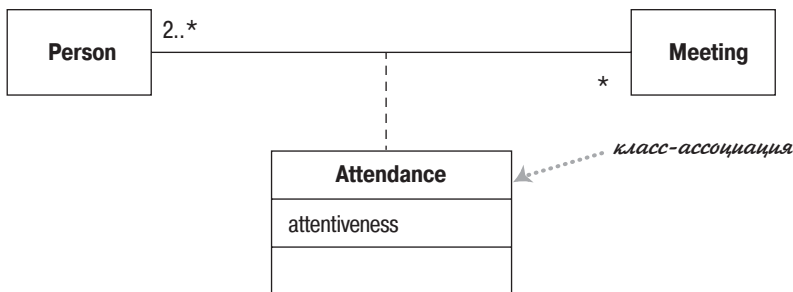 2..*
Person
Meeting
*
класс-ассоциация
Attendance
attentiveness